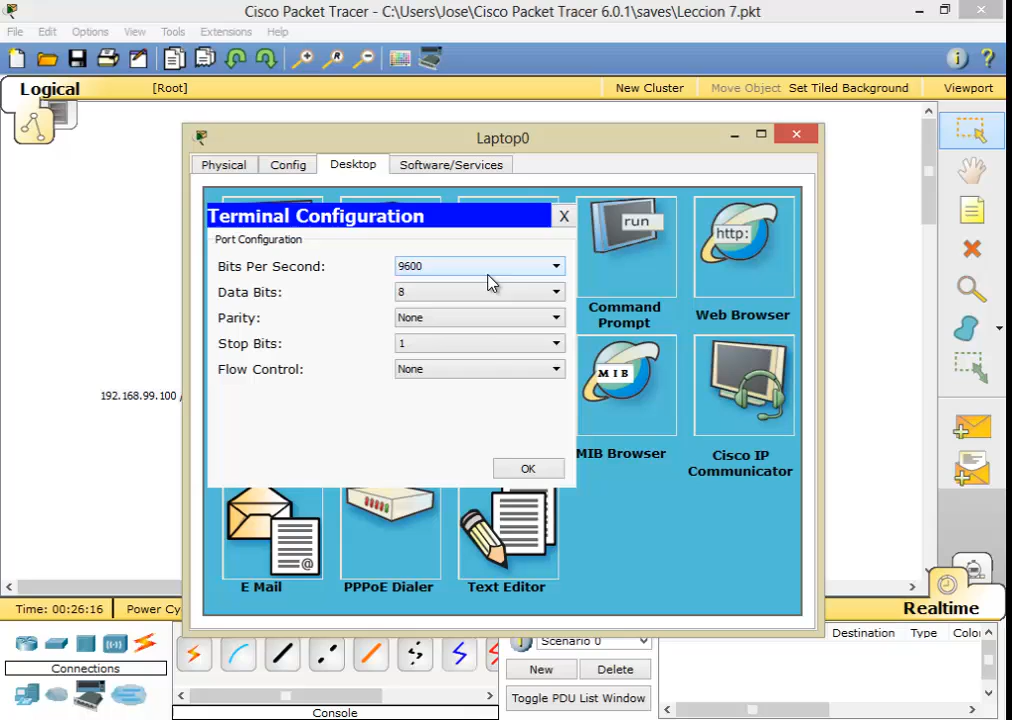 Cisco Packet Tracer - C:\Users\Jose\Cisco Packet Tracer 6.0.1\saves\Leccion 7.pkt
File Edit Options View Tools Extensions Help
Logical [Root] New Cluster Move Object Set Tiled Background Viewport
Laptop0
Physical Config Desktop Software/Services
Terminal Configuration X
Port Configuration
Bits Per Second: 9600
Data Bits: 8
Parity: None
Stop Bits: 1
Flow Control: None
OK
run
http:
Command
Prompt
Web Browser
MIB
MIB Browser
Cisco IP
Communicator
192.168.99.100 /
E Mail
PPPoE Dialer
Text Editor
Time: 00:26:16 Power Cy
Realtime
Scenario 0
Destination Type Color
Connections
New Delete
Toggle PDU List Window
Console